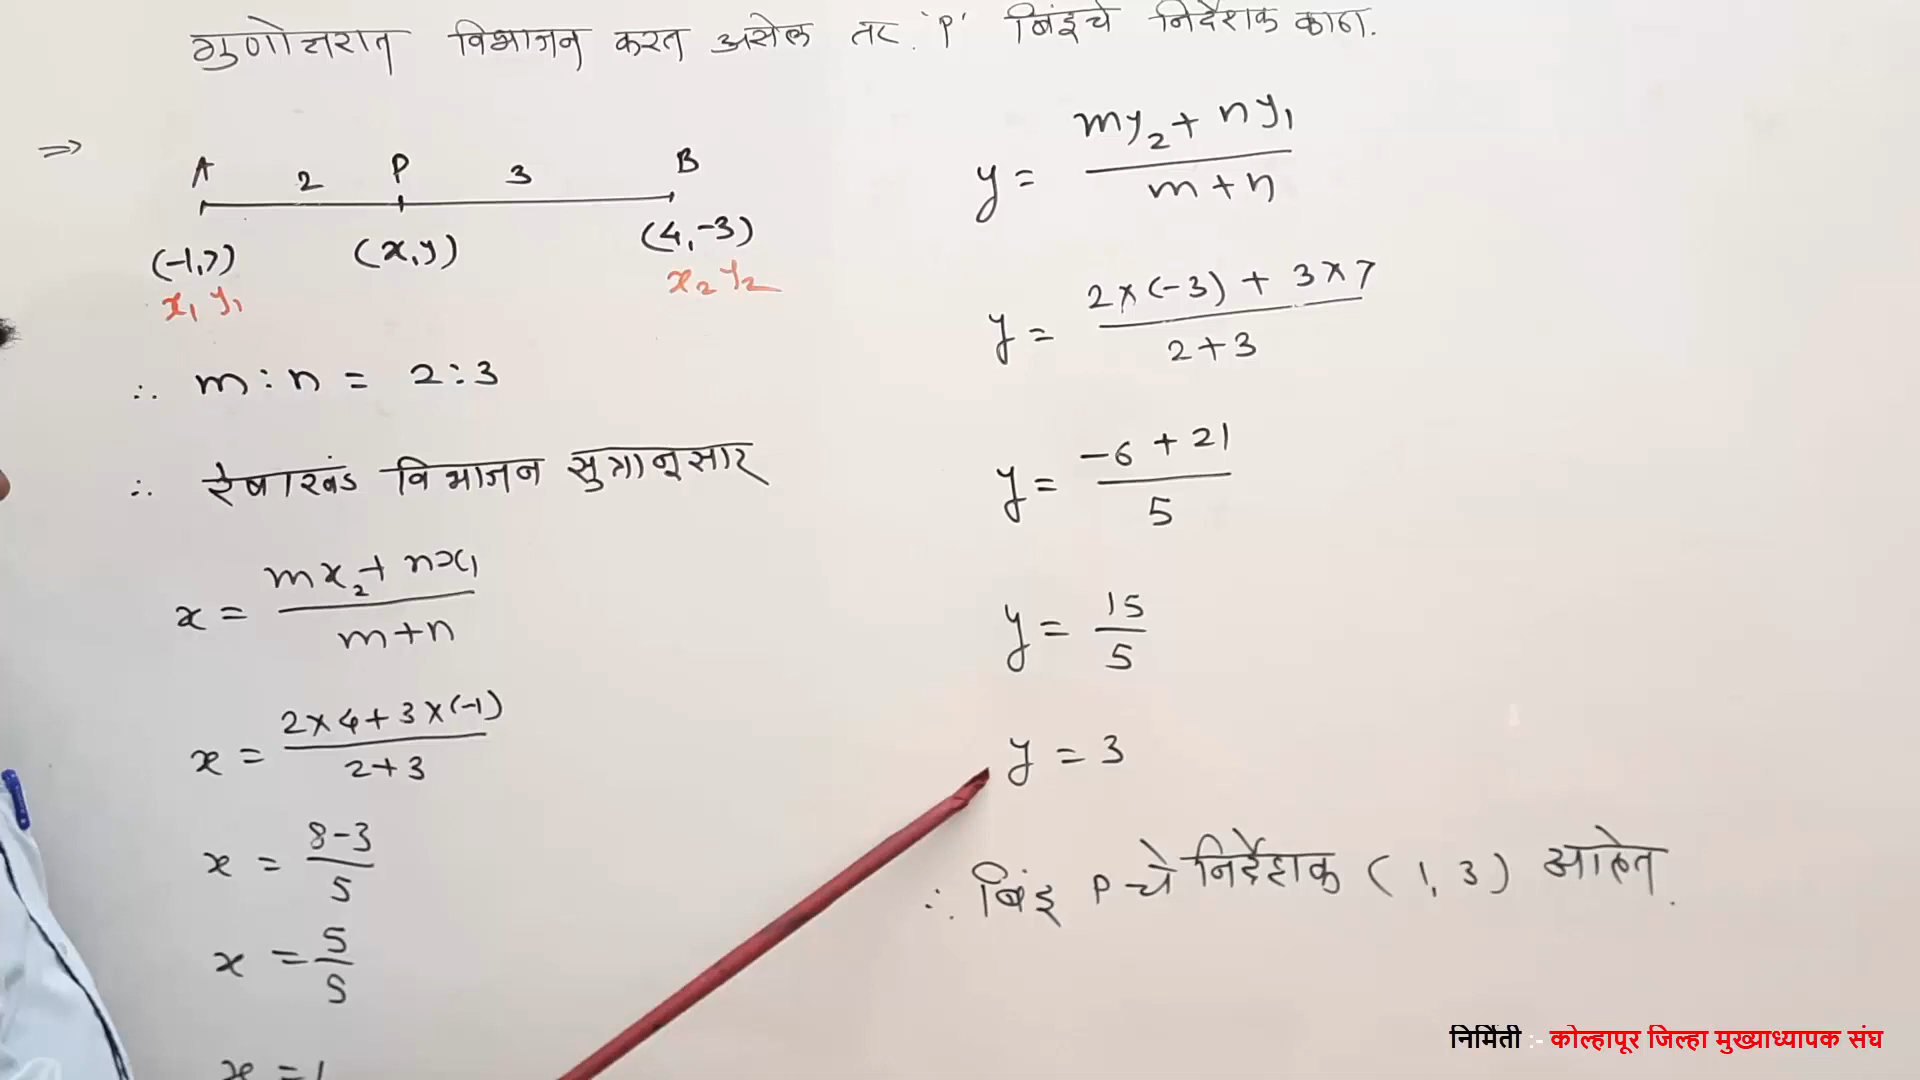 गुणोत्तरात विभाजन करत असेल तर 'P' बिंदूचे निर्देशक काढा.
⇒
A 2 P 3 B
(-1,7) (x,y) (4,-3)
x₁ y₁ x₂ y₂
∴ m : n = 2:3
∴ रेषाखंड विभाजन सुत्रानूसार
x = (mx₂ + nx₁) / (m+n)
x = (2×4+3×(-1)) / (2+3)
x = (8-3) / 5
x = 5/5
x = 1
y = (my₂ + ny₁) / (m+n)
y = (2×(-3) + 3×7) / (2+3)
y = (-6 + 21) / 5
y = 15/5
y = 3
∴ बिंदू P चे निर्देशक (1, 3) आलेत.
निर्मिती :- कोल्हापूर जिल्हा मुख्याध्यापक संघ